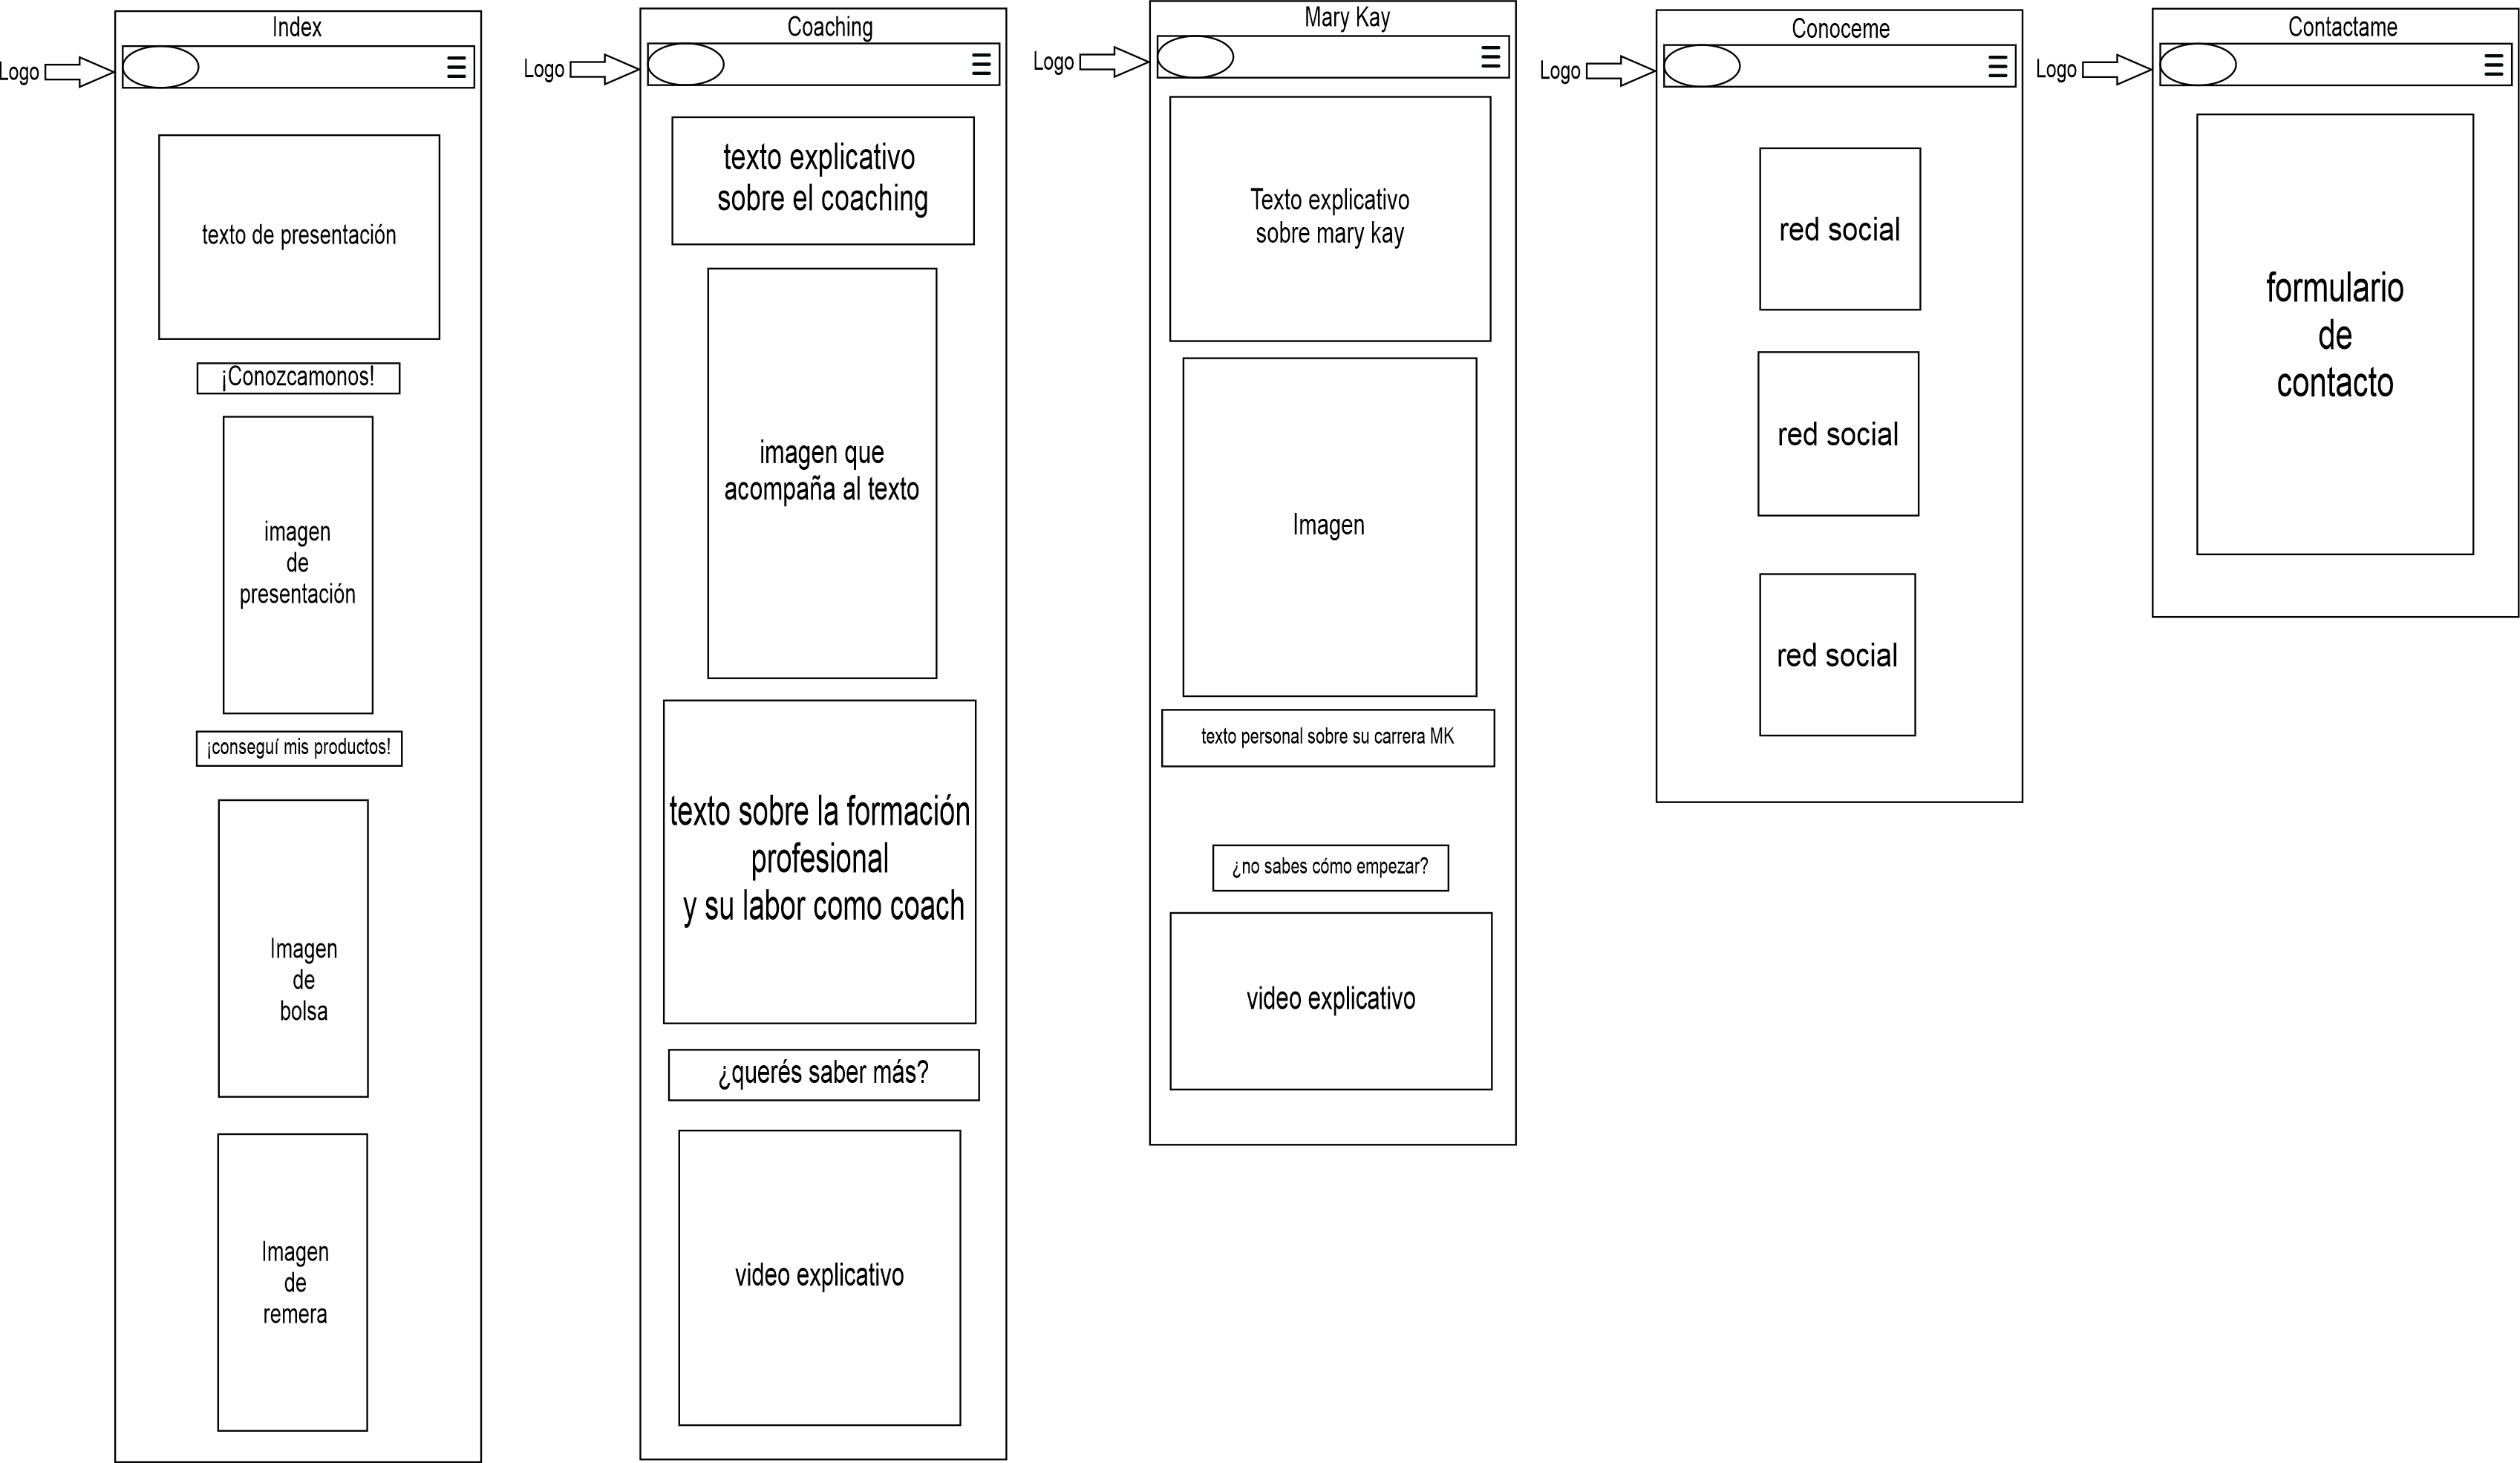 Index
Logo
texto de presentación
¡Conozcamonos!
imagen
de
presentación
¡conseguí mis productos!
Imagen
de
bolsa
Imagen
de
remera
Coaching
Logo
texto explicativo
sobre el coaching
imagen que
acompaña al texto
texto sobre la formación
profesional
y su labor como coach
¿querés saber más?
video explicativo
Mary Kay
Logo
Texto explicativo
sobre mary kay
Imagen
texto personal sobre su carrera MK
¿no sabes cómo empezar?
video explicativo
Conoceme
Logo
red social
red social
red social
Contactame
Logo
formulario
de
contacto